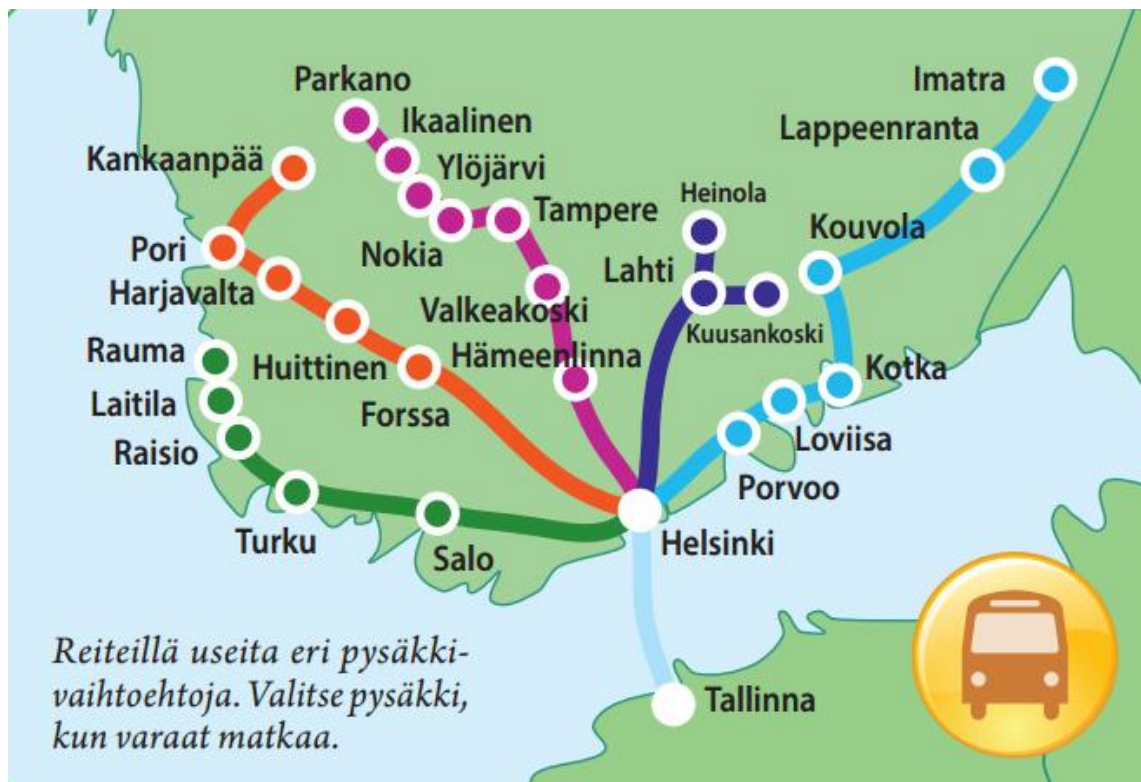 Parkano
Imatra
Ikaalinen
Lappeenranta
Kankaanpää
Ylöjärvi
Heinola
Tampere
Kouvola
Pori
Nokia
Lahti
Harjavalta
Valkeakoski
Kuusankoski
Rauma
Huittinen
Hämeenlinna
Kotka
Laitila
Forssa
Raisio
Loviisa
Porvoo
Turku
Salo
Helsinki
Reiteillä useita eri pysäkki-
vaihtoehtoja. Valitse pysäkki,
kun varaat matkaa.
Tallinna